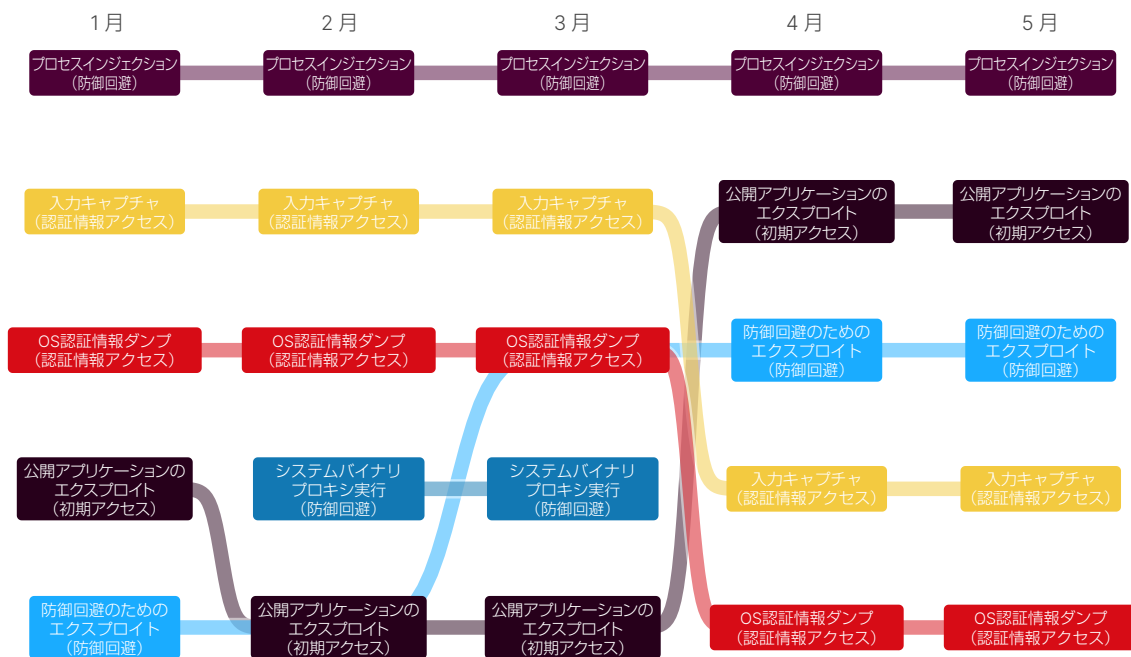 1月
2月
3月
4月
5月
プロセスインジェクション
(防御回避)
プロセスインジェクション
(防御回避)
プロセスインジェクション
(防御回避)
プロセスインジェクション
(防御回避)
プロセスインジェクション
(防御回避)
入力キャプチャ
(認証情報アクセス)
入力キャプチャ
(認証情報アクセス)
入力キャプチャ
(認証情報アクセス)
公開アプリケーションの
エクスプロイト
(初期アクセス)
公開アプリケーションの
エクスプロイト
(初期アクセス)
OS認証情報ダンプ
(認証情報アクセス)
OS認証情報ダンプ
(認証情報アクセス)
OS認証情報ダンプ
(認証情報アクセス)
防御回避のための
エクスプロイト
(防御回避)
防御回避のための
エクスプロイト
(防御回避)
公開アプリケーションの
エクスプロイト
(初期アクセス)
システムバイナリ
プロキシ実行
(防御回避)
システムバイナリ
プロキシ実行
(防御回避)
入力キャプチャ
(認証情報アクセス)
入力キャプチャ
(認証情報アクセス)
防御回避のための
エクスプロイト
(防御回避)
公開アプリケーションの
エクスプロイト
(初期アクセス)
公開アプリケーションの
エクスプロイト
(初期アクセス)
OS認証情報ダンプ
(認証情報アクセス)
OS認証情報ダンプ
(認証情報アクセス)